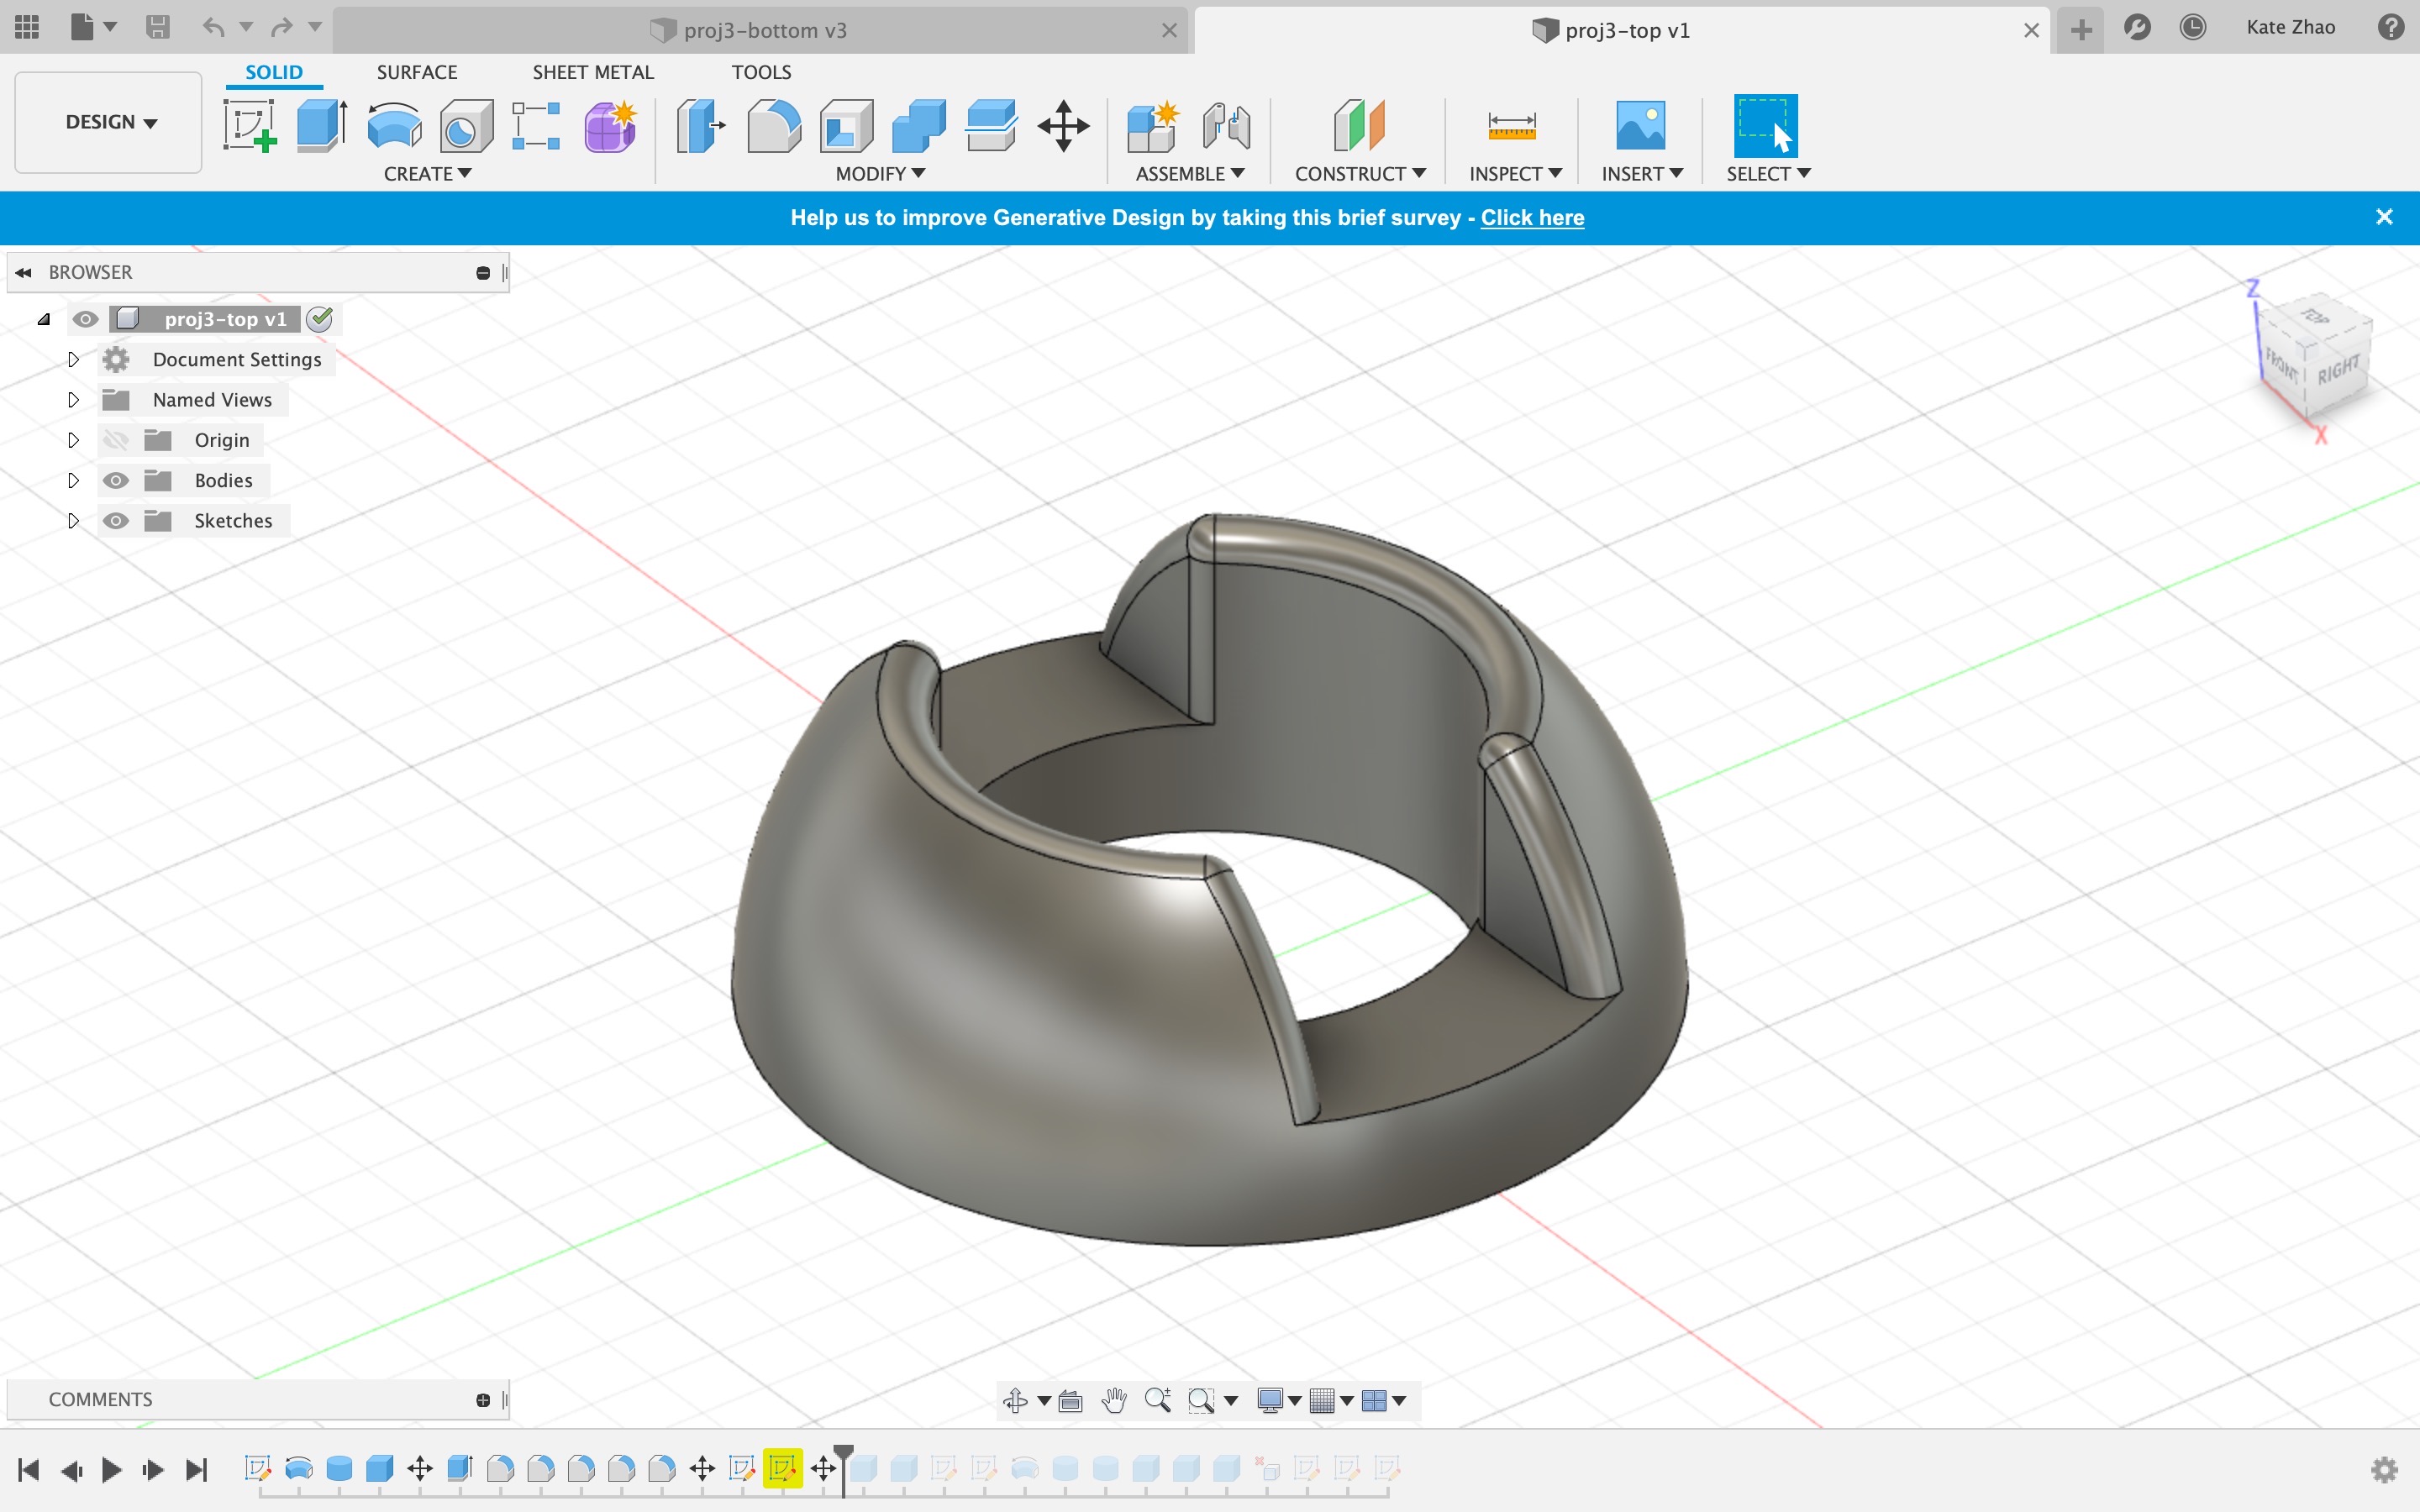 proj3-bottom v3
proj3-top v1
Kate Zhao
SOLID
SURFACE
SHEET METAL
TOOLS
DESIGN
CREATE
MODIFY
ASSEMBLE
CONSTRUCT
INSPECT
INSERT
SELECT
Help us to improve Generative Design by taking this brief survey - Click here
BROWSER
proj3-top v1
Document Settings
Named Views
Origin
Bodies
Sketches
Z
TOP
FRONT
RIGHT
X
COMMENTS